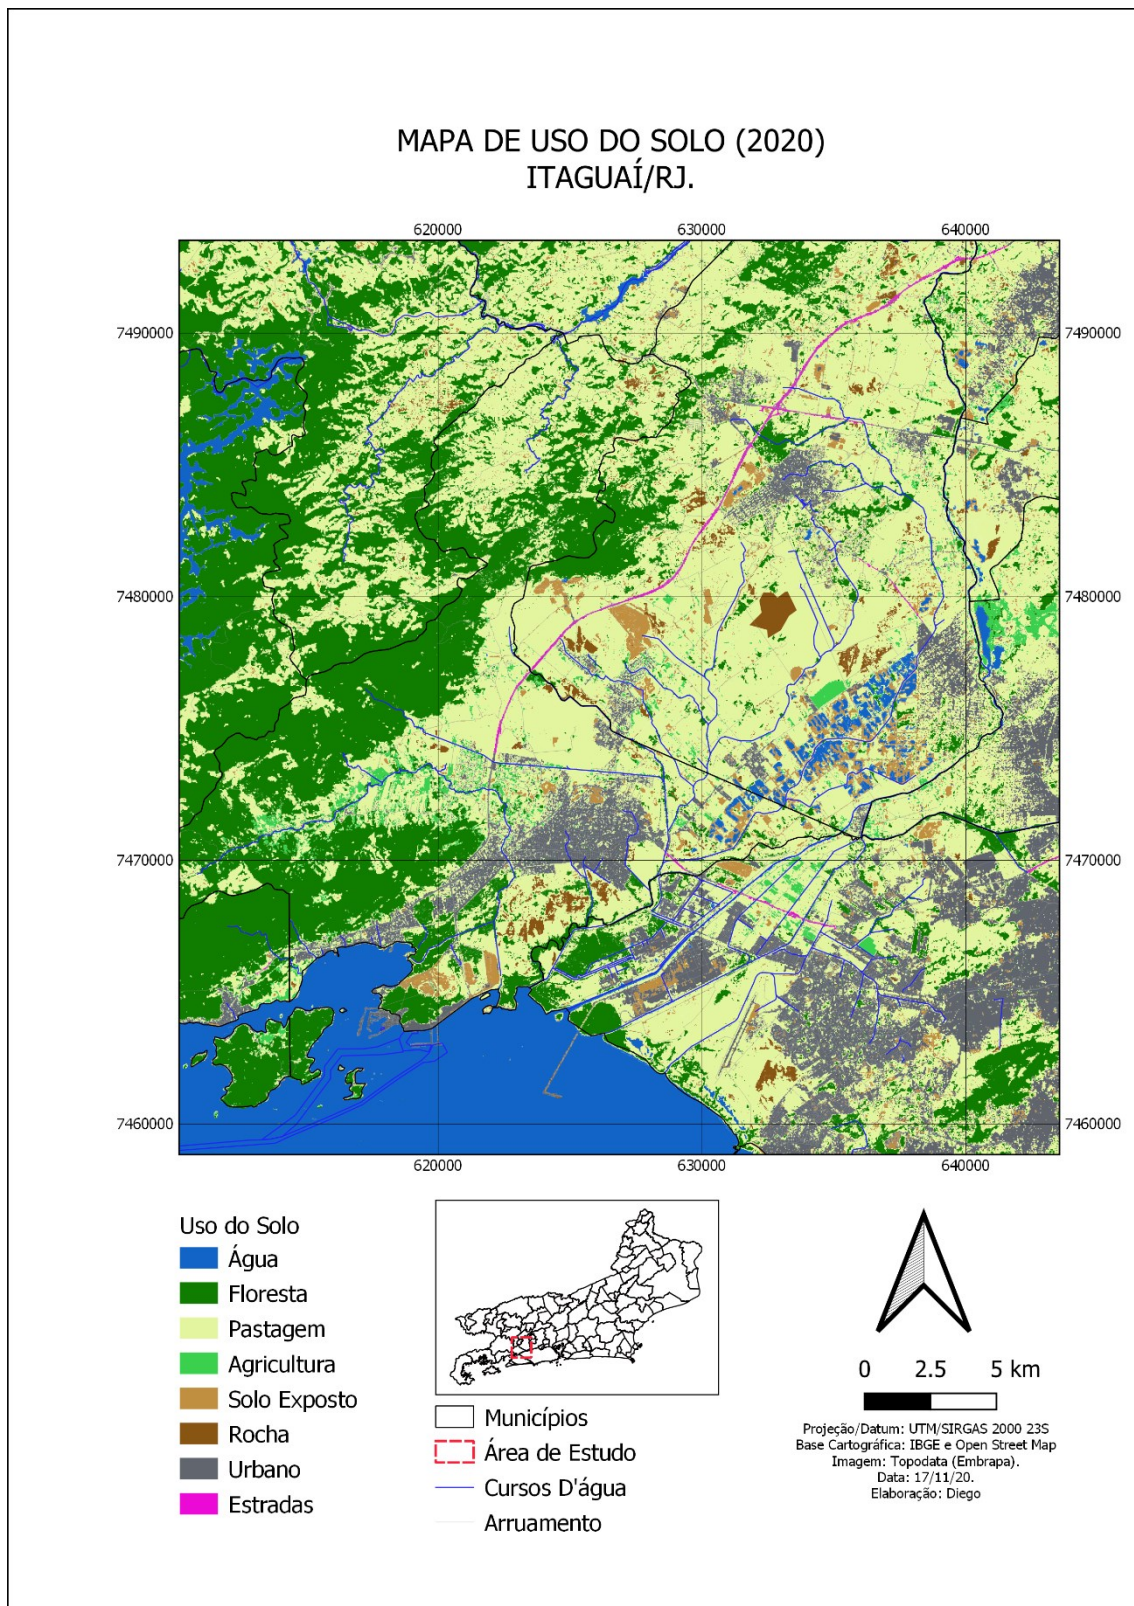 MAPA DE USO DO SOLO (2020)
ITAGUAÍ/RJ.
620000 630000 640000
7490000 7490000
7480000 7480000
7470000 7470000
7460000 7460000
620000 630000 640000
Uso do Solo
Água
Floresta
Pastagem
Agricultura
Solo Exposto
Rocha
Urbano
Estradas
Municípios
Área de Estudo
Cursos D'água
Arruamento
0 2.5 5 km
Projeção/Datum: UTM/SIRGAS 2000 23S
Base Cartográfica: IBGE e Open Street Map
Imagem: Topodata (Embrapa).
Data: 17/11/20.
Elaboração: Diego